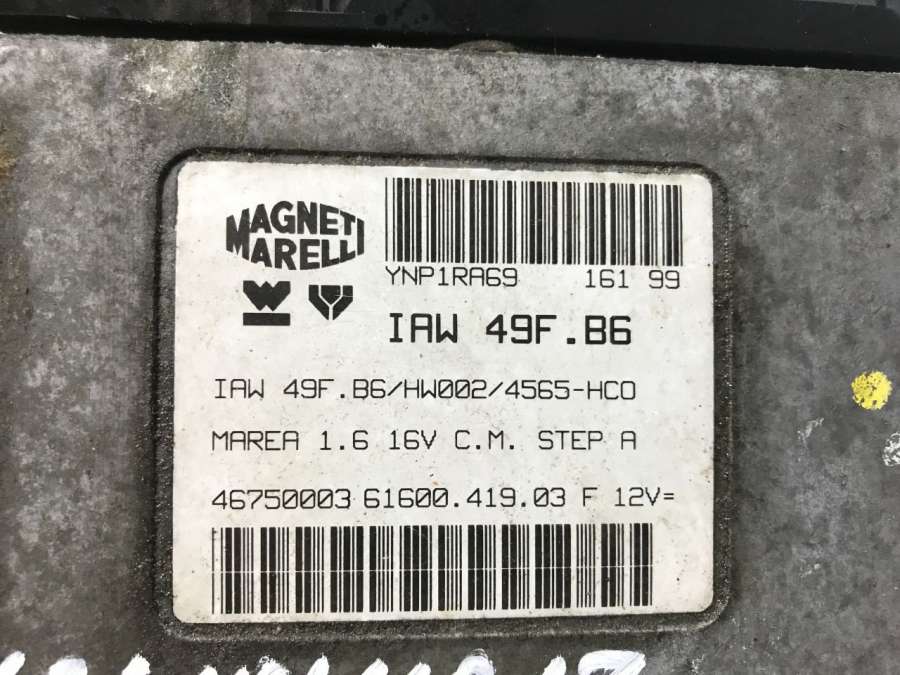 MAGNETI
MARELLI
YNP1RA69 161 99
IAW 49F.B6
IAW 49F.B6/HW002/4565-HCO
MAREA 1.6 16V C.M. STEP A
46750003 61600.419.03 F 12V=